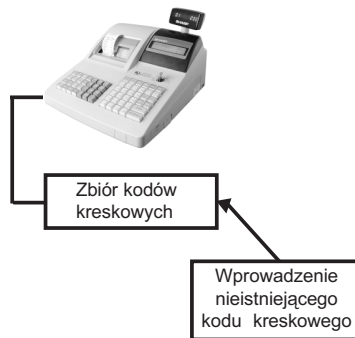 Zbiór kodów
kreskowych
Wprowadzenie
nieistniejącego
kodu kreskowego